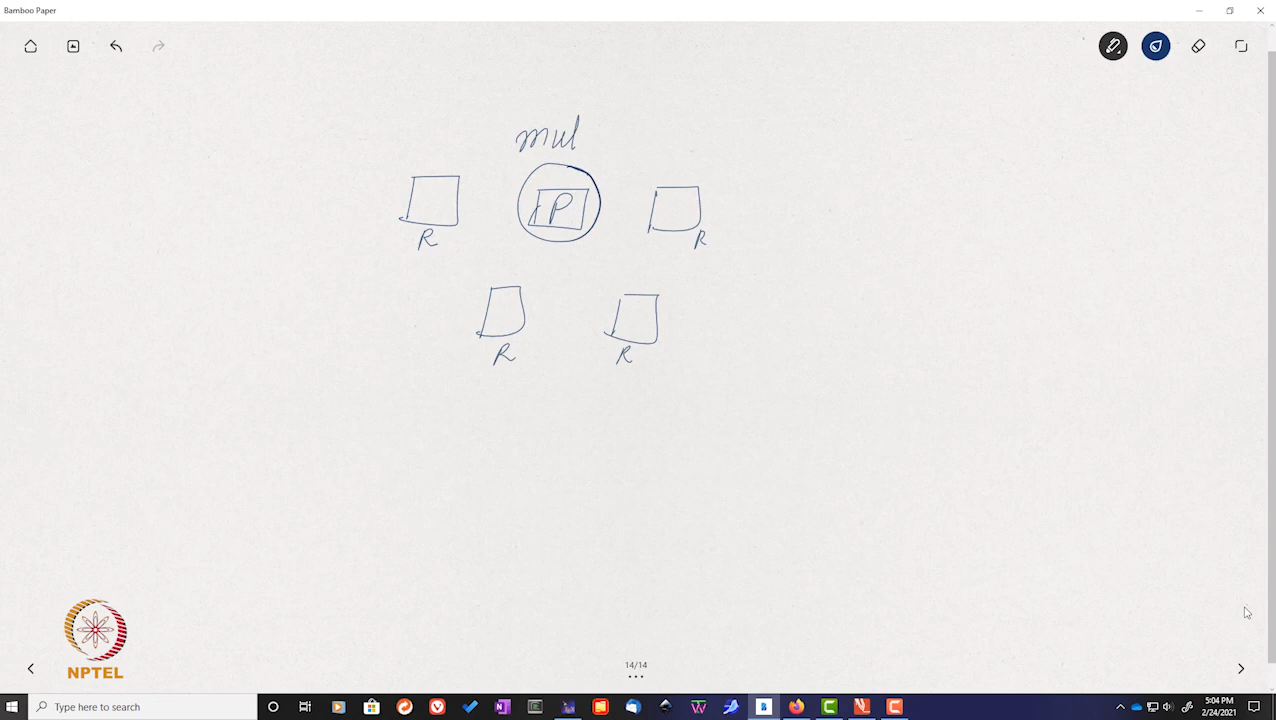 Bamboo Paper
mul
P
R
R
R
R
NPTEL
14/14
Type here to search
5:04 PM
2/24/2021